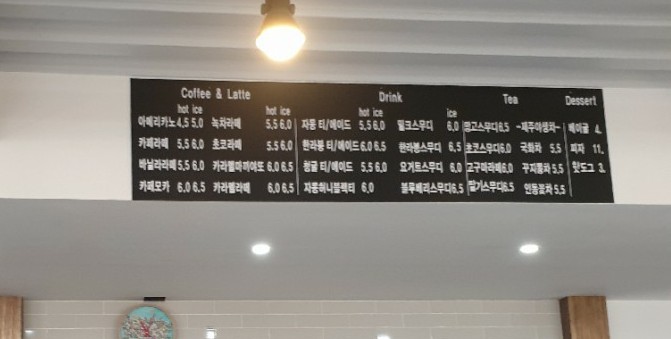 Coffee & Latte Drink Tea Dessert
hot ice hot ice hot ice ice
아메리카노 4.5 5.0 녹차라떼 5.5 6.0 자몽 티/에이드 5.5 6.0 밀크스무디 6.0 망고스무디 6.5 -제주야생차- 베이글 4.
카페라떼 5.5 6.0 초코라떼 5.5 6.0 한라봉 티/에이드 6.0 6.5 한라봉스무디 6.5 초코스무디 6.0 국화차 5.5 피자 11.
바닐라라떼 5.5 6.0 카라멜마끼아또 6.0 6.5 청귤 티/에이드 5.5 6.0 요거트스무디 6.0 고구마라떼 6.0 꾸지뽕차 5.5 핫도그 3.
카페모카 6.0 6.5 카라멜라떼 6.0 6.5 자몽허니블랙티 6.0 블루베리스무디 6.5 딸기스무디 6.5 인동꽃차 5.5